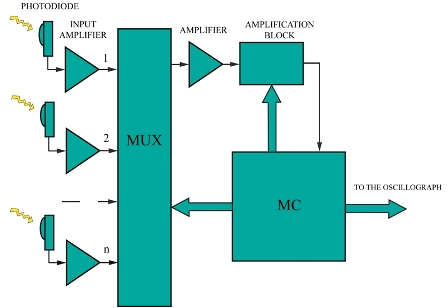 PHOTODIODE
INPUT
AMPLIFIER
1
2
n
MUX
AMPLIFIER
AMPLIFICATION
BLOCK
MC
TO THE OSCILLOGRAPH